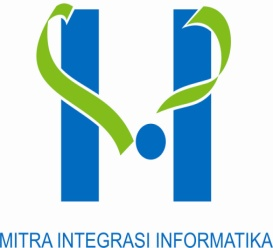 MITRA INTEGRASI INFORMATIKA